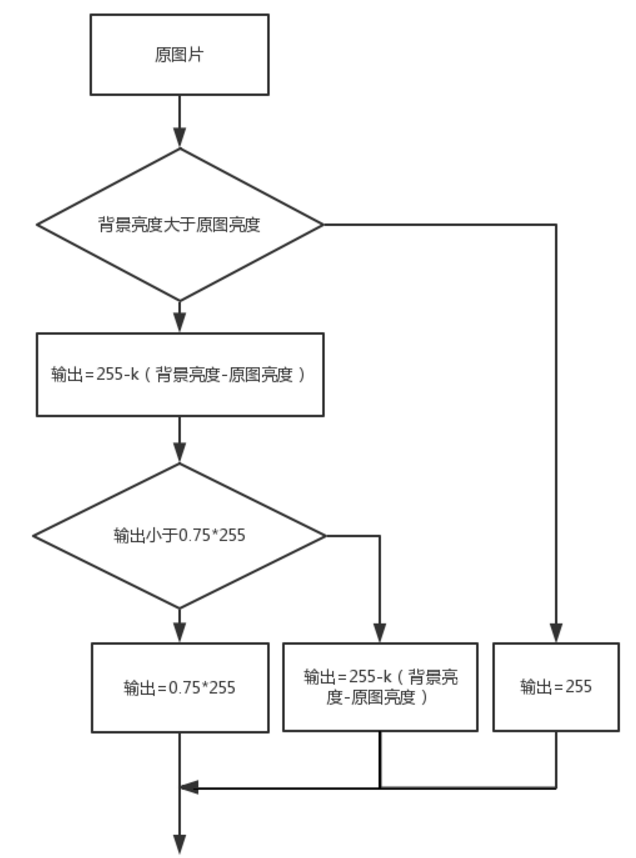 原图片
背景亮度大于原图亮度
输出=255-k（背景亮度-原图亮度）
输出小于0.75*255
输出=0.75*255
输出=255-k（背景亮
度-原图亮度）
输出=255